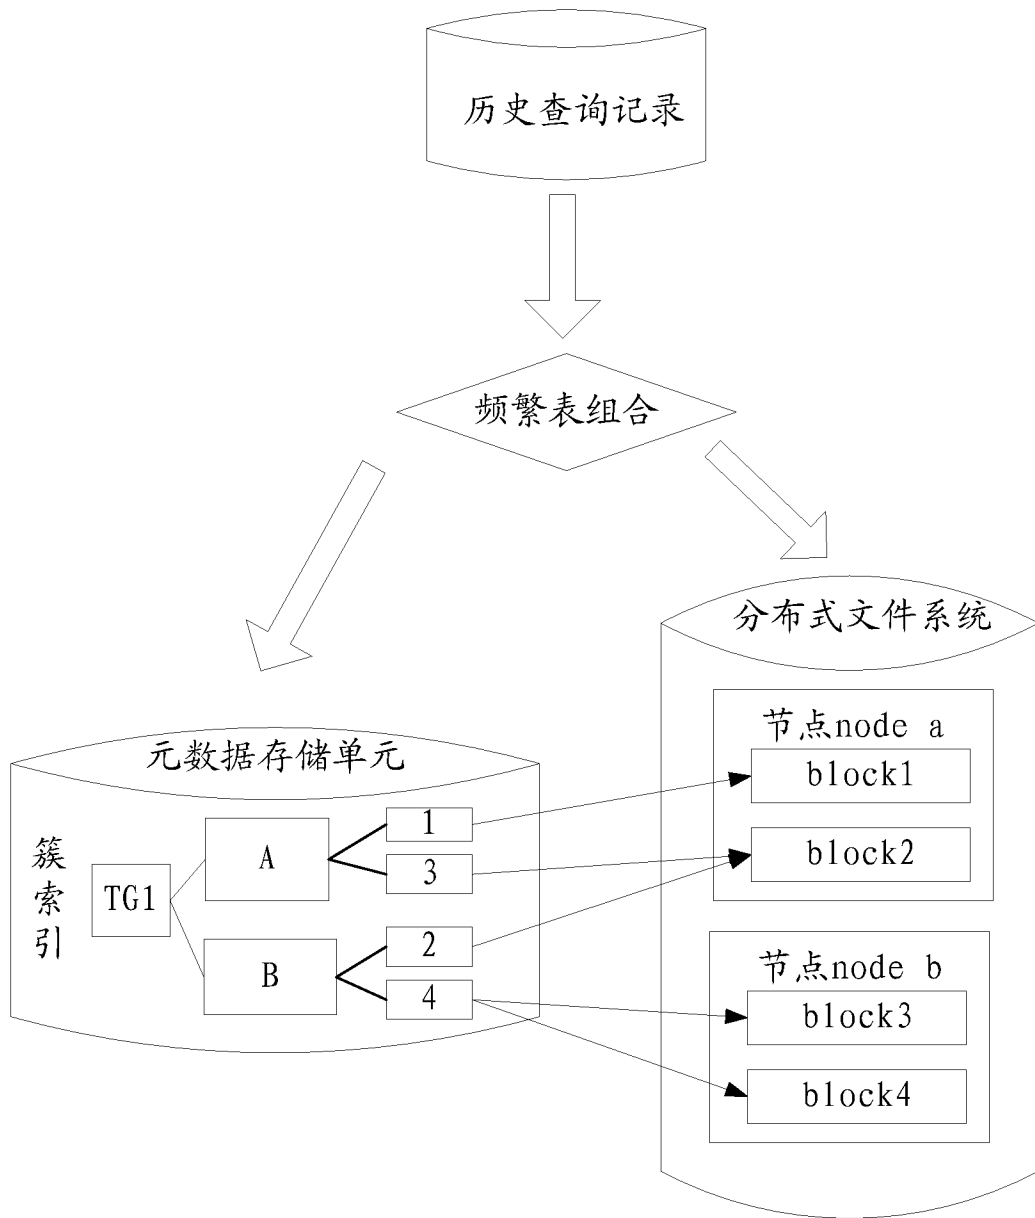 历史查询记录
频繁表组合
分布式文件系统
节点node a
block1
block2
节点node b
block3
block4
元数据存储单元
簇索引
TG1
A
1
3
B
2
4